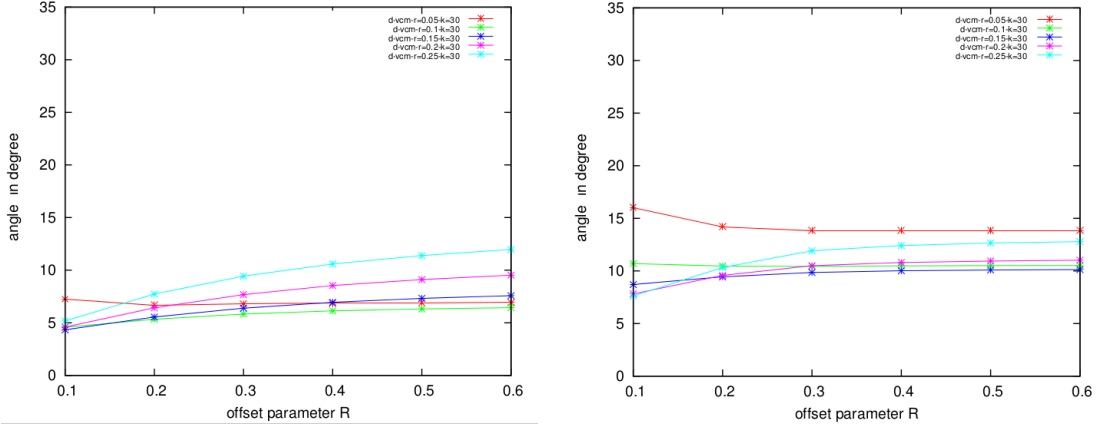 35
30
25
20
15
10
5
0
angle in degree
d-vcm-r=0.05-k=30
d-vcm-r=0.1-k=30
d-vcm-r=0.15-k=30
d-vcm-r=0.2-k=30
d-vcm-r=0.25-k=30
0.1 0.2 0.3 0.4 0.5 0.6
offset parameter R
35
30
25
20
15
10
5
0
angle in degree
d-vcm-r=0.05-k=30
d-vcm-r=0.1-k=30
d-vcm-r=0.15-k=30
d-vcm-r=0.2-k=30
d-vcm-r=0.25-k=30
0.1 0.2 0.3 0.4 0.5 0.6
offset parameter R